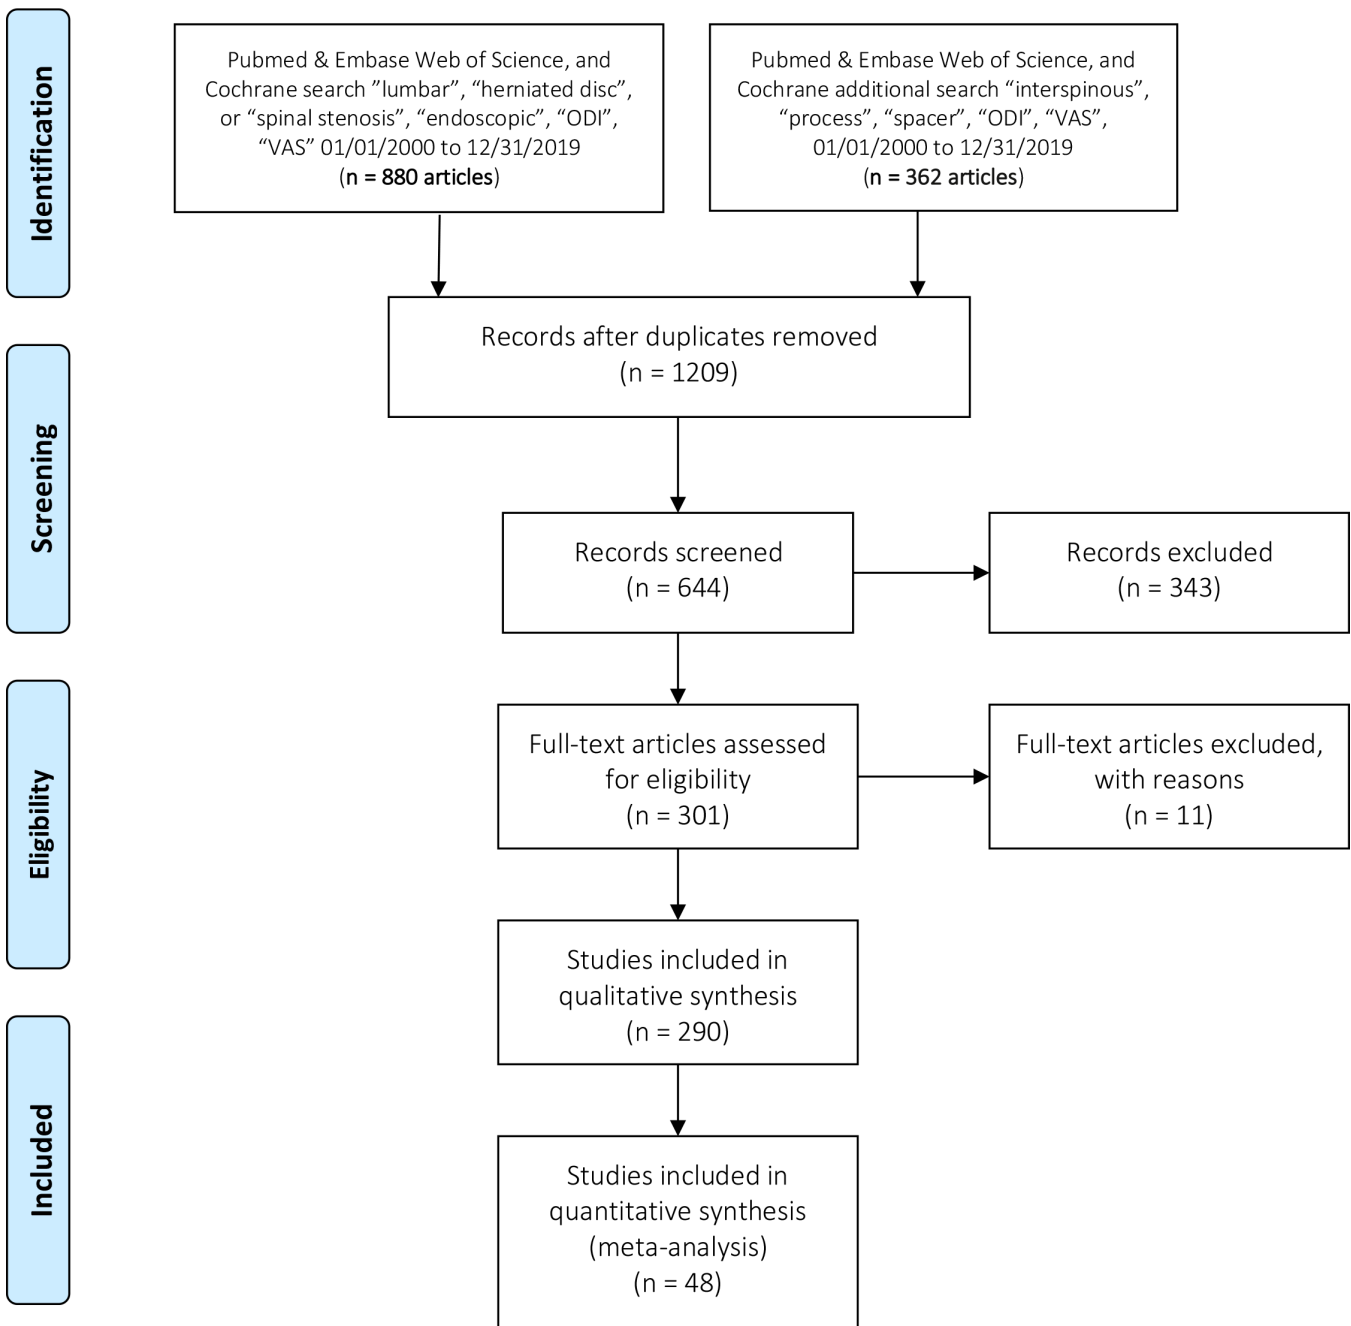 Identification
Pubmed & Embase Web of Science, and
Cochrane search ”lumbar”, “herniated disc”,
or “spinal stenosis”, “endoscopic”, “ODI”,
“VAS” 01/01/2000 to 12/31/2019
(n = 880 articles)
Pubmed & Embase Web of Science, and
Cochrane additional search “interspinous”,
“process”, “spacer”, “ODI”, “VAS”,
01/01/2000 to 12/31/2019
(n = 362 articles)
Records after duplicates removed
(n = 1209)
Screening
Records screened
(n = 644)
Records excluded
(n = 343)
Eligibility
Full-text articles assessed
for eligibility
(n = 301)
Full-text articles excluded,
with reasons
(n = 11)
Studies included in
qualitative synthesis
(n = 290)
Included
Studies included in
quantitative synthesis
(meta-analysis)
(n = 48)